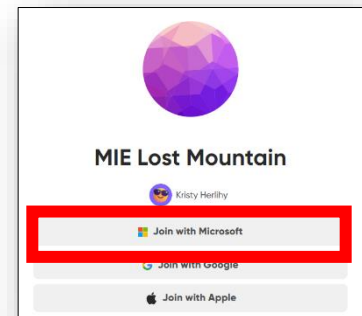 MIE Lost Mountain
Kristy Herlihy
Join with Microsoft
Join with Google
Join with Apple